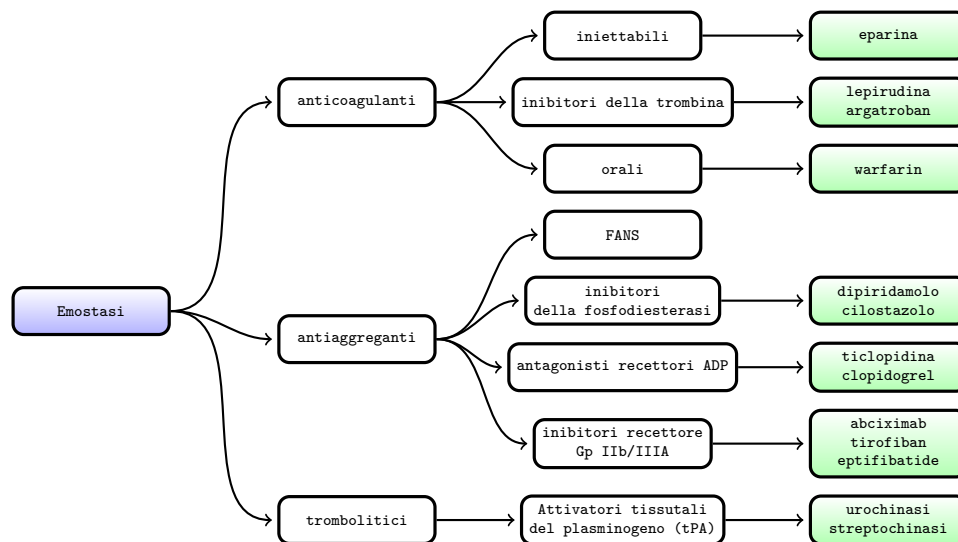 Emostasi
anticoagulanti
iniettabili
eparina
inibitori della trombina
lepirudina
argatroban
orali
warfarin
antiaggreganti
FANS
inibitori
della fosfodiesterasi
dipiridamolo
cilostazolo
antagonisti recettori ADP
ticlopidina
clopidogrel
inibitori recettore
Gp IIb/IIIA
abciximab
tirofiban
eptifibatide
trombolitici
Attivatori tissutali
del plasminogeno (tPA)
urochinasi
streptochinasi